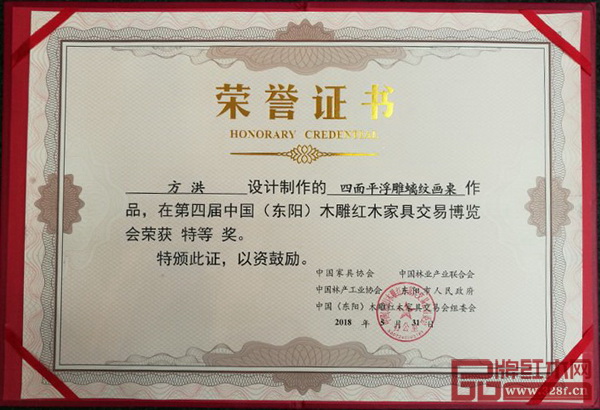 荣誉证书
HONORARY CREDENTIAL
方 洪 设计制作的 四面平浮雕螭纹画桌 作
品，在第四届中国（东阳）木雕红木家具交易博览
会荣获 特等 奖。
特颁此证，以资鼓励。
中国家具协会 中国林业产业联合会
中国林产工业协会 东阳市人民政府
中国（东阳）木雕红木家具交易会组委会
2018 年 5 月 31 日
品牌红木网
www.328f.cn